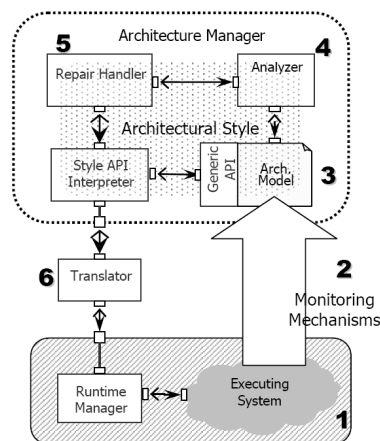 Architecture Manager
5
4
Repair Handler
Analyzer
Architectural Style
Style API
Interpreter
Generic
API
Arch.
Model
3
2
6
Translator
Monitoring
Mechanisms
Runtime
Manager
Executing
System
1